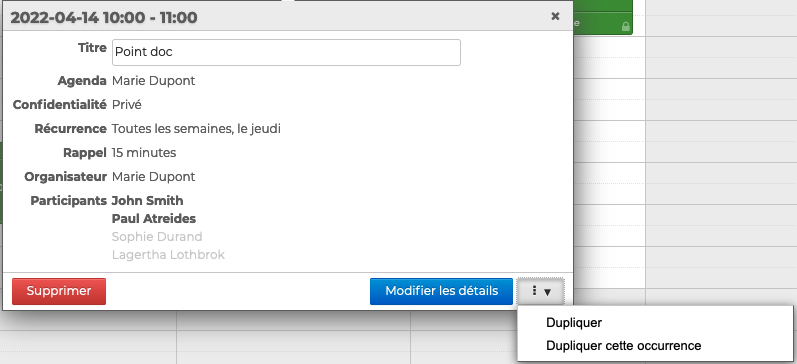 2022-04-14 10:00 - 11:00
Titre Point doc
Agenda Marie Dupont
Confidentialité Privé
Récurrence Toutes les semaines, le jeudi
Rappel 15 minutes
Organisateur Marie Dupont
Participants John Smith
Paul Atreides
Sophie Durand
Lagertha Lothbrok
Supprimer Modifier les détails
Dupliquer
Dupliquer cette occurrence